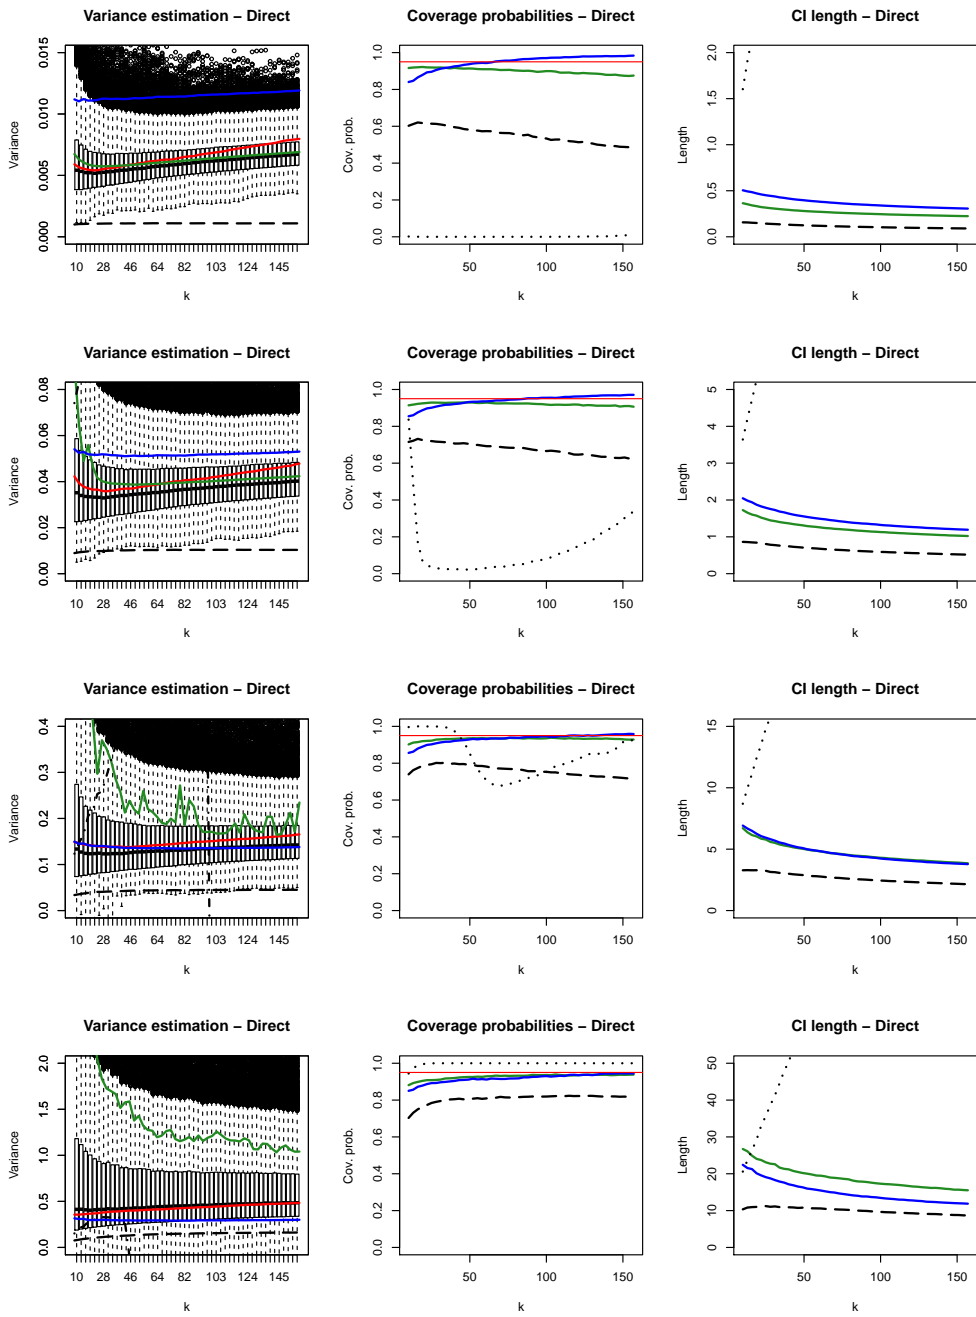 Variance estimation – Direct
Coverage probabilities – Direct
CI length – Direct
Variance
0.000 0.005 0.010 0.015
10 28 46 64 82 103 124 145
k
Cov. prob.
0.0 0.2 0.4 0.6 0.8 1.0
50 100 150
k
Length
0.0 0.5 1.0 1.5 2.0
50 100 150
k
Variance estimation – Direct
Coverage probabilities – Direct
CI length – Direct
Variance
0.00 0.02 0.04 0.06 0.08
10 28 46 64 82 103 124 145
k
Cov. prob.
0.0 0.2 0.4 0.6 0.8 1.0
50 100 150
k
Length
0 1 2 3 4 5
50 100 150
k
Variance estimation – Direct
Coverage probabilities – Direct
CI length – Direct
Variance
0.0 0.1 0.2 0.3 0.4
10 28 46 64 82 103 124 145
k
Cov. prob.
0.0 0.2 0.4 0.6 0.8 1.0
50 100 150
k
Length
0 5 10 15
50 100 150
k
Variance estimation – Direct
Coverage probabilities – Direct
CI length – Direct
Variance
0.0 0.5 1.0 1.5 2.0
10 28 46 64 82 103 124 145
k
Cov. prob.
0.0 0.2 0.4 0.6 0.8 1.0
50 100 150
k
Length
0 10 20 30 40 50
50 100 150
k